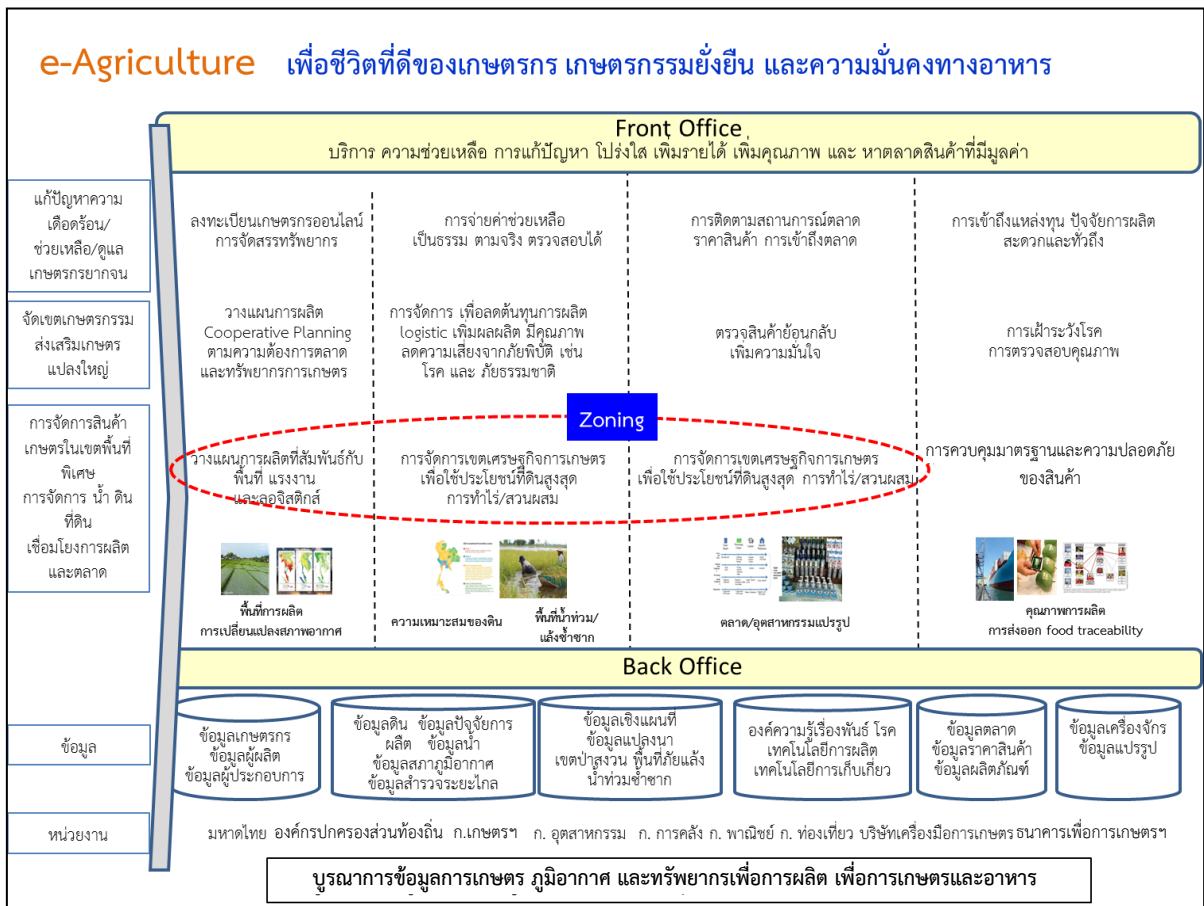 e-Agriculture เพื่อชีวิตที่ดีของเกษตรกร เกษตรกรรมยั่งยืน และความมั่นคงทางอาหาร
Front Office
บริการ ความช่วยเหลือ การแก้ปัญหา โปร่งใส เพิ่มรายได้ เพิ่มคุณภาพ และ หาตลาดสินค้าที่มีมูลค่า
แก้ปัญหาความ
เดือดร้อน/
ช่วยเหลือ/ดูแล
เกษตรกรยากจน
ลงทะเบียนเกษตรกรออนไลน์
การจัดสรรทรัพยากร
การจ่ายค่าช่วยเหลือ
เป็นธรรม ตามจริง ตรวจสอบได้
การติดตามสถานการณ์ตลาด
ราคาสินค้า การเข้าถึงตลาด
การเข้าถึงแหล่งทุน ปัจจัยการผลิต
สะดวกและทั่วถึง
จัดเขตเกษตรกรรม
ส่งเสริมเกษตร
แปลงใหญ่
วางแผนการผลิต
Cooperative Planning
ตามความต้องการตลาด
และทรัพยากรการเกษตร
การจัดการ เพื่อลดต้นทุนการผลิต
logistic เพิ่มผลผลิต มีคุณภาพ
ลดความเสี่ยงจากภัยพิบัติ เช่น
โรค และ ภัยธรรมชาติ
ตรวจสินค้าย้อนกลับ
เพิ่มความมั่นใจ
การเฝ้าระวังโรค
การตรวจสอบคุณภาพ
Zoning
การจัดการสินค้า
เกษตรในเขตพื้นที่
พิเศษ
การจัดการ น้ำ ดิน
ที่ดิน
เชื่อมโยงการผลิต
และตลาด
วางแผนการผลิตที่สัมพันธ์กับ
พื้นที่ แรงงาน
และลอจิสติกส์
การจัดการเขตเศรษฐกิจการเกษตร
เพื่อใช้ประโยชน์ที่ดินสูงสุด
การทำไร่/สวนผสม
การจัดการเขตเศรษฐกิจการเกษตร
เพื่อใช้ประโยชน์ที่ดินสูงสุด การทำไร่/สวนผสม
การควบคุมมาตรฐานและความปลอดภัย
ของสินค้า
พื้นที่การผลิต
การเปลี่ยนแปลงสภาพอากาศ
ความเหมาะสมของดิน
พื้นที่น้ำท่วม/
แล้งซ้ำซาก
ตลาด/อุตสาหกรรมแปรรูป
คุณภาพการผลิต
การส่งออก food traceability
Back Office
ข้อมูล
ข้อมูลเกษตรกร
ข้อมูลผู้ผลิต
ข้อมูลผู้ประกอบการ
ข้อมูลดิน ข้อมูลปัจจัยการ
ผลิต ข้อมูลน้ำ
ข้อมูลสภาภูมิอากาศ
ข้อมูลสำรวจระยะไกล
ข้อมูลเชิงแผนที่
ข้อมูลแปลงนา
เขตป่าสงวน พื้นที่ภัยแล้ง
น้ำท่วมซ้ำซาก
องค์ความรู้เรื่องพันธ์ โรค
เทคโนโลยีการผลิต
เทคโนโลยีการเก็บเกี่ยว
ข้อมูลตลาด
ข้อมูลราคาสินค้า
ข้อมูลผลิตภัณฑ์
ข้อมูลเครื่องจักร
ข้อมูลแปรรูป
หน่วยงาน
มหาดไทย องค์กรปกครองส่วนท้องถิ่น ก.เกษตรฯ ก. อุตสาหกรรม ก. การคลัง ก. พาณิชย์ ก. ท่องเที่ยว บริษัทเครื่องมือการเกษตร ธนาคารเพื่อการเกษตรฯ
บูรณาการข้อมูลการเกษตร ภูมิอากาศ และทรัพยากรเพื่อการผลิต เพื่อการเกษตรและอาหาร